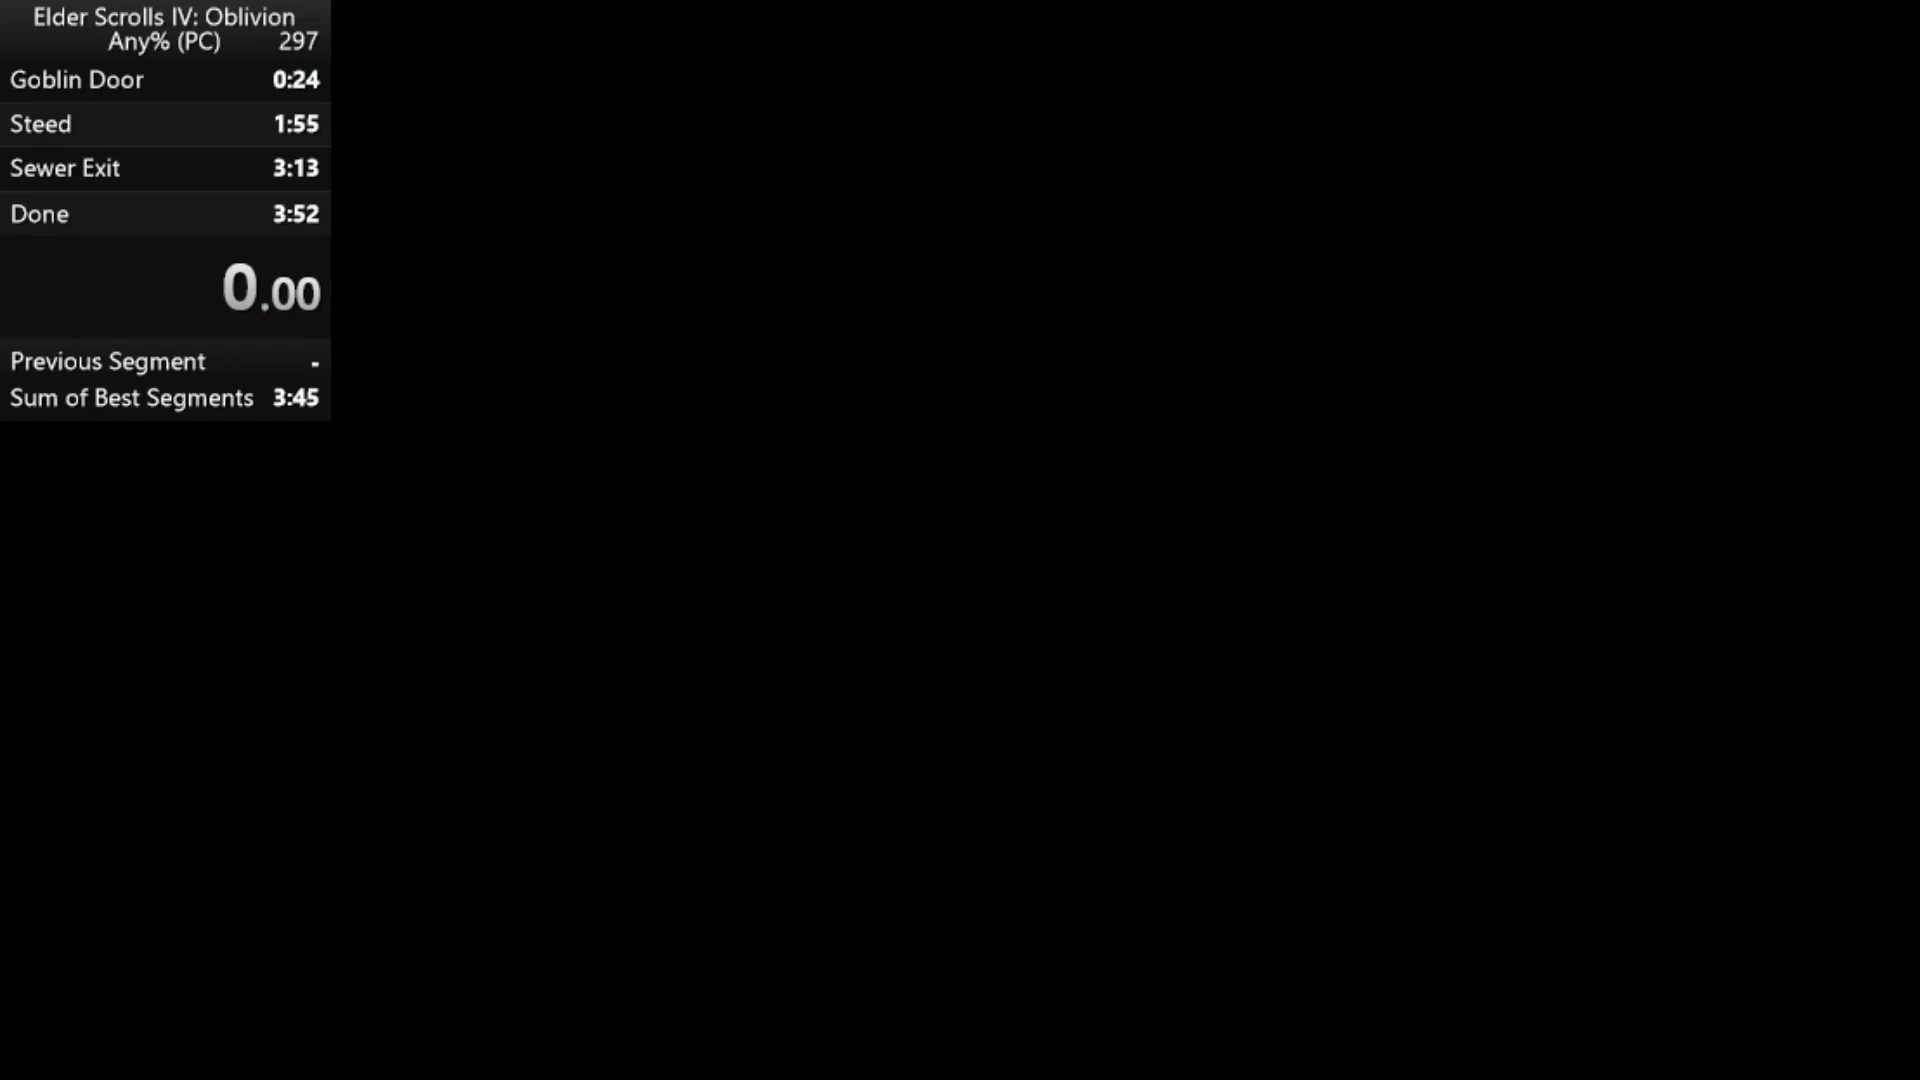 Elder Scrolls IV: Oblivion
Any% (PC) 297
Goblin Door 0:24
Steed 1:55
Sewer Exit 3:13
Done 3:52
0.00
Previous Segment -
Sum of Best Segments 3:45